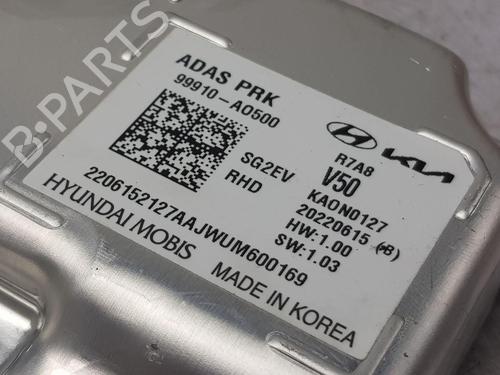 ADAS PRK
99910-AO500
SG2EV
RHD
KIA
R7A8
V50
KAON0127
20220615 (B)
HW:1.00
SW:1.03
2206152127AAJWUM600169
HYUNDAI MOBIS
MADE IN KOREA
B-PARTS